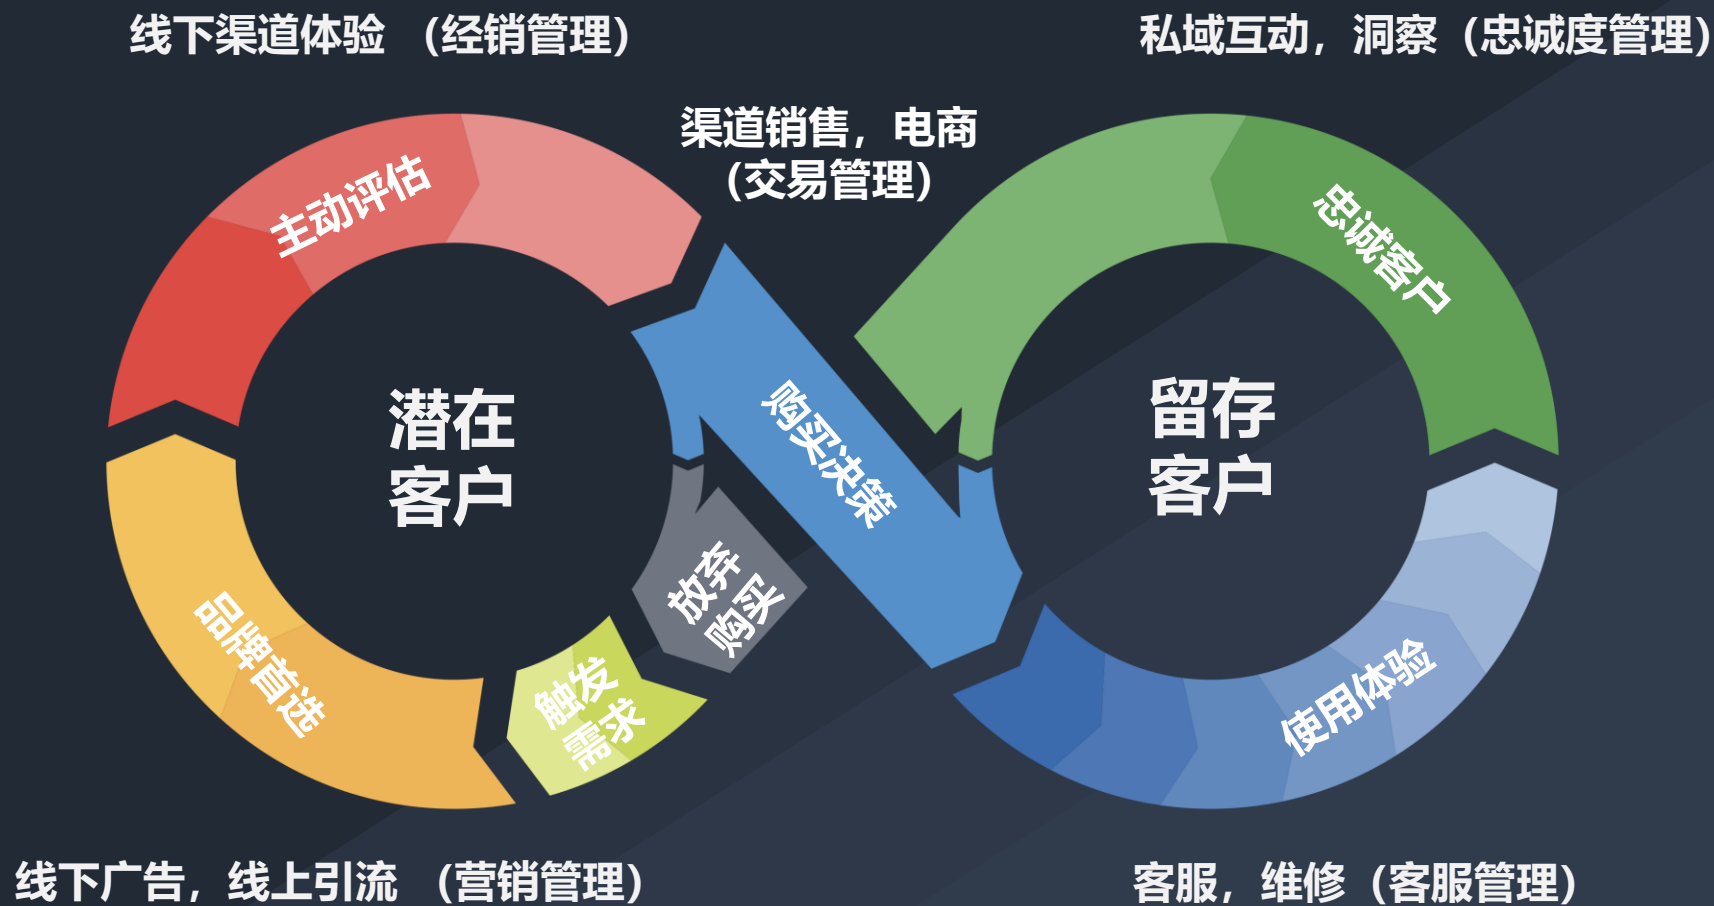 线下渠道体验 （经销管理）
私域互动，洞察（忠诚度管理）
渠道销售，电商
（交易管理）
主动评估
忠诚客户
潜在
客户
购买决策
留存
客户
放弃
购买
品牌首选
触发
需求
使用体验
线下广告，线上引流 （营销管理）
客服，维修（客服管理）